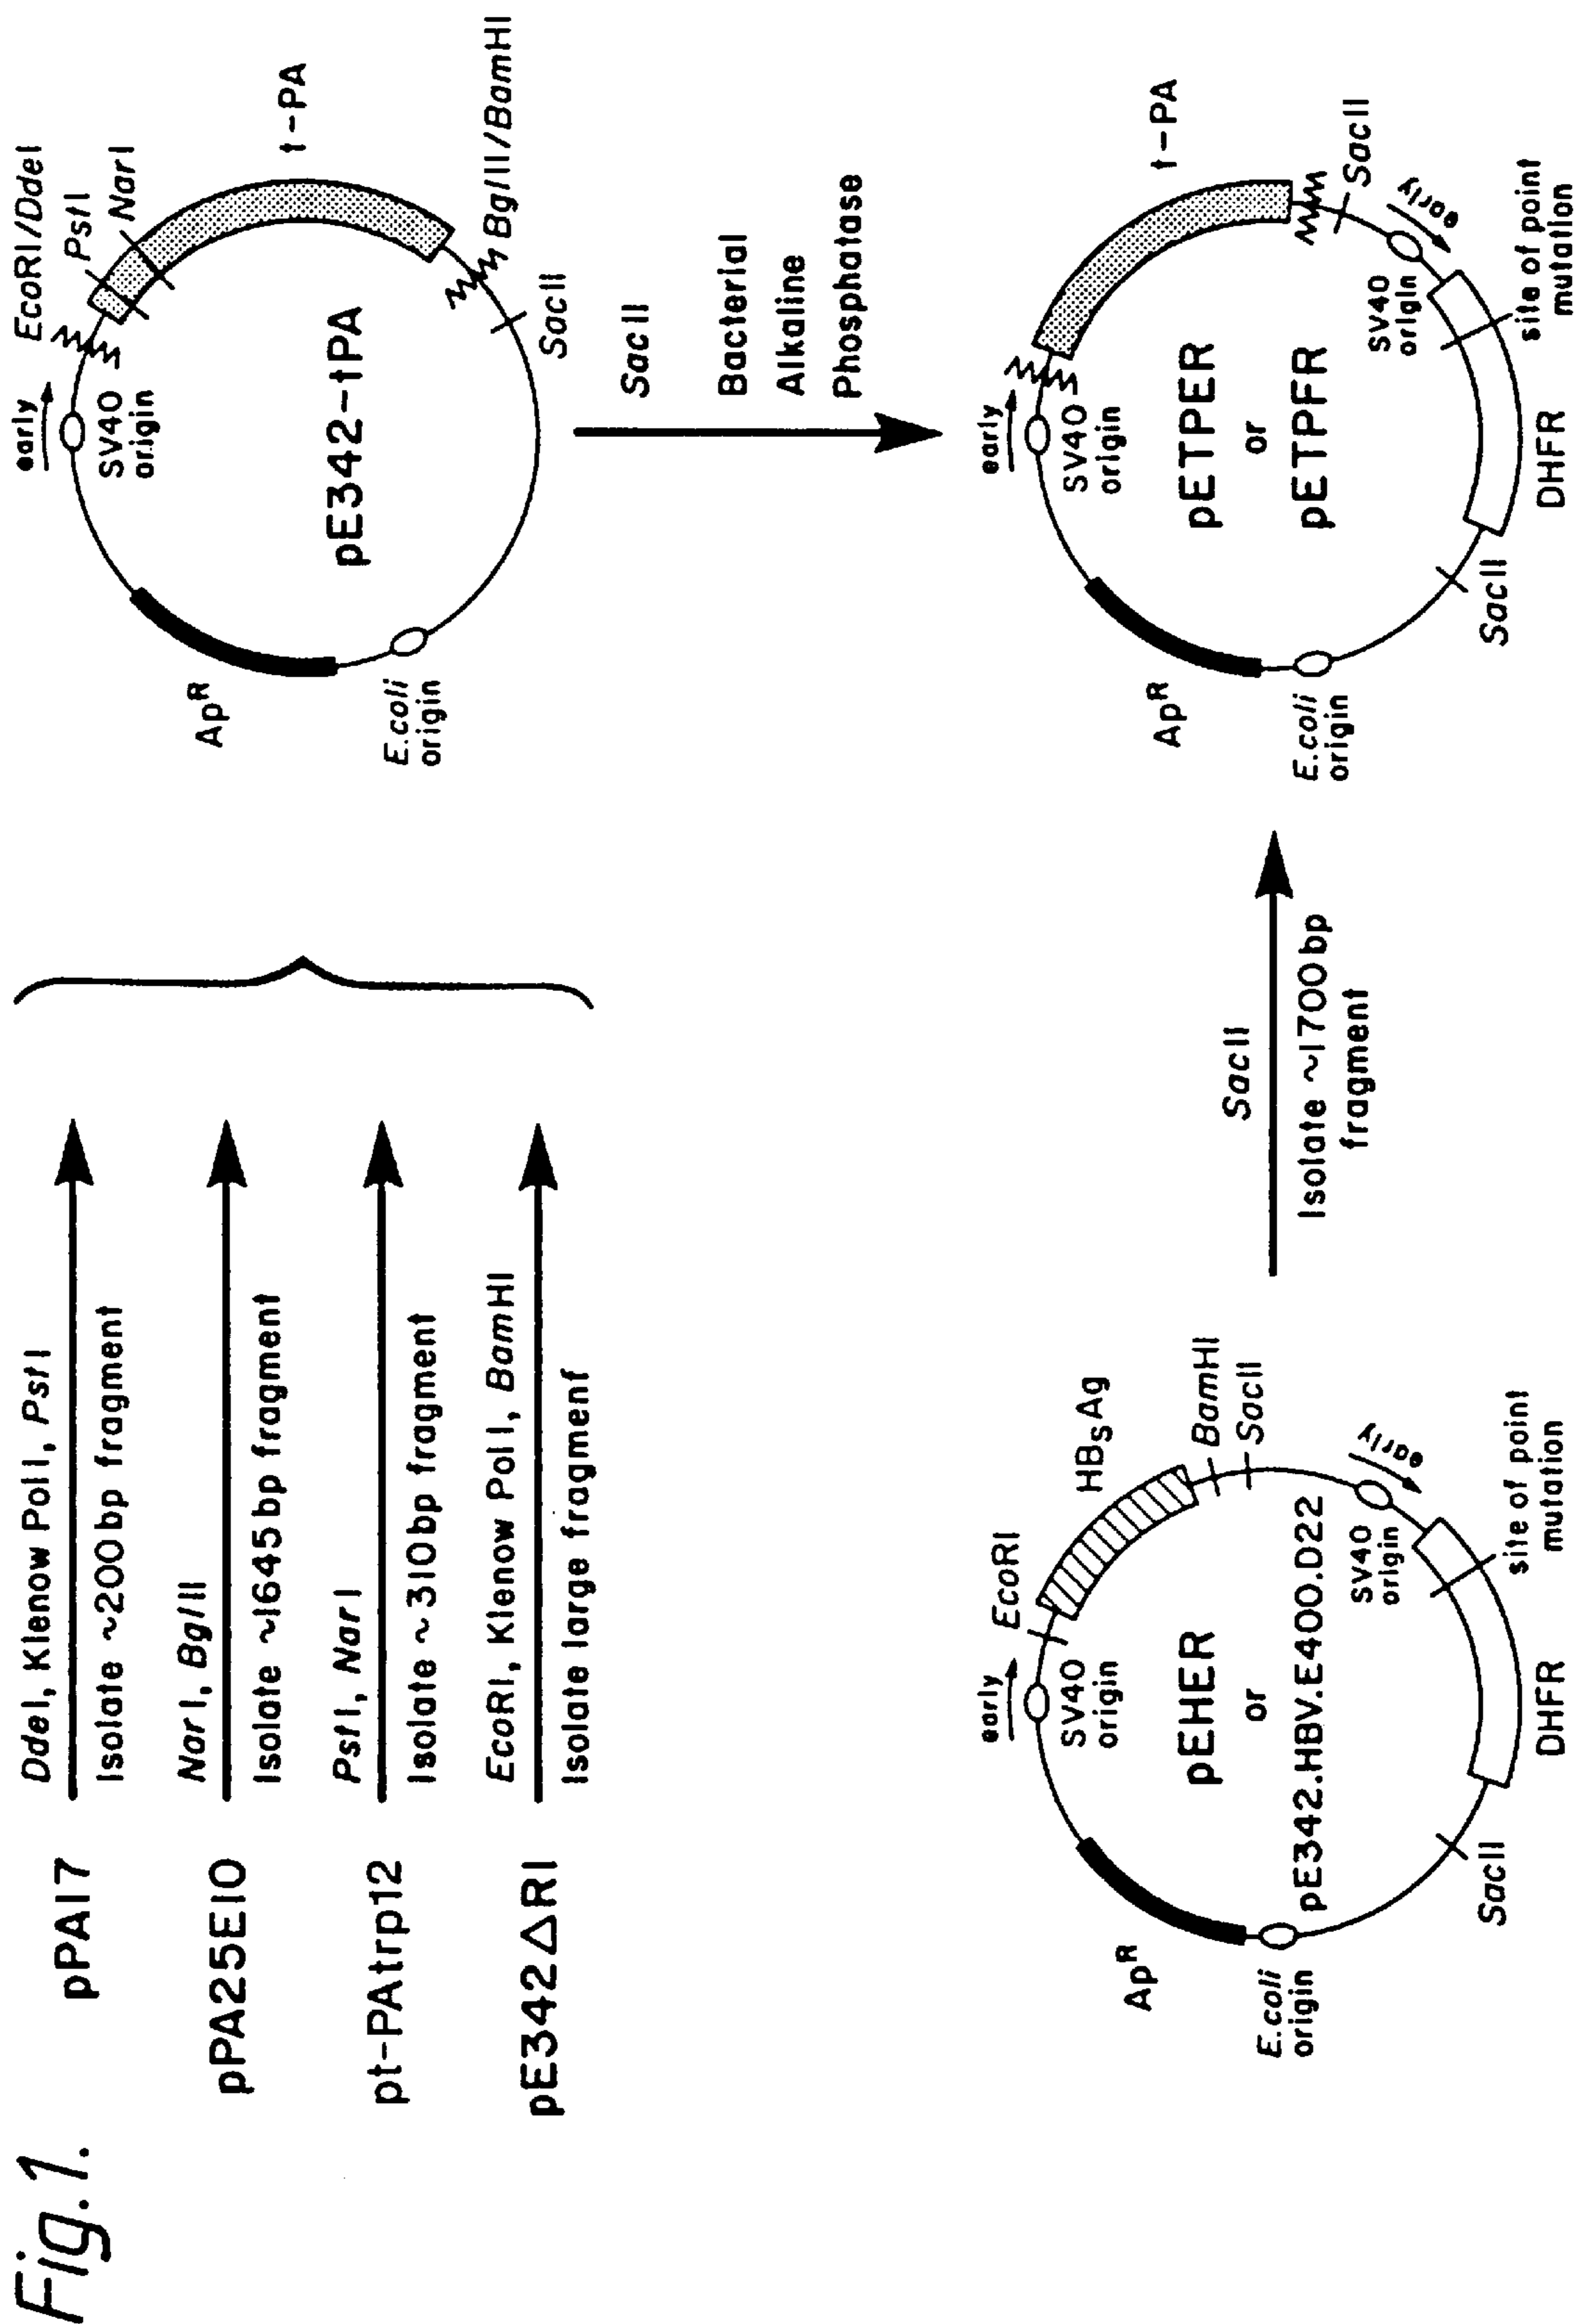 Fig.1.
pPA17
DdeI, Klenow PolI, PstI
Isolate ~200bp fragment
pPA25E10
NarI, BglII
Isolate ~1645bp fragment
pt-PAtrp12
PstI, NarI
Isolate ~310bp fragment
pE342ΔRI
EcoRI, Klenow PolI, BamHI
Isolate large fragment
early
SV40
origin
EcoRI/DdeI
PstI
NarI
t-PA
BglII/BamHI
SacII
E.coli
origin
ApR
pE342-tPA
SacII
Bacterial
Alkaline
Phosphatase
early
SV40
origin
EcoRI
HBsAg
BamHI
SacII
early
SV40
origin
site of point
mutation
DHFR
SacII
E.coli
origin
ApR
pEHER
or
pE342.HBV.E400.D22
SacII
Isolate ~1700bp
fragment
early
SV40
origin
t-PA
SacII
early
SV40
origin
site of point
mutation
DHFR
SacII
E.coli
origin
ApR
pETPER
or
pETPFR